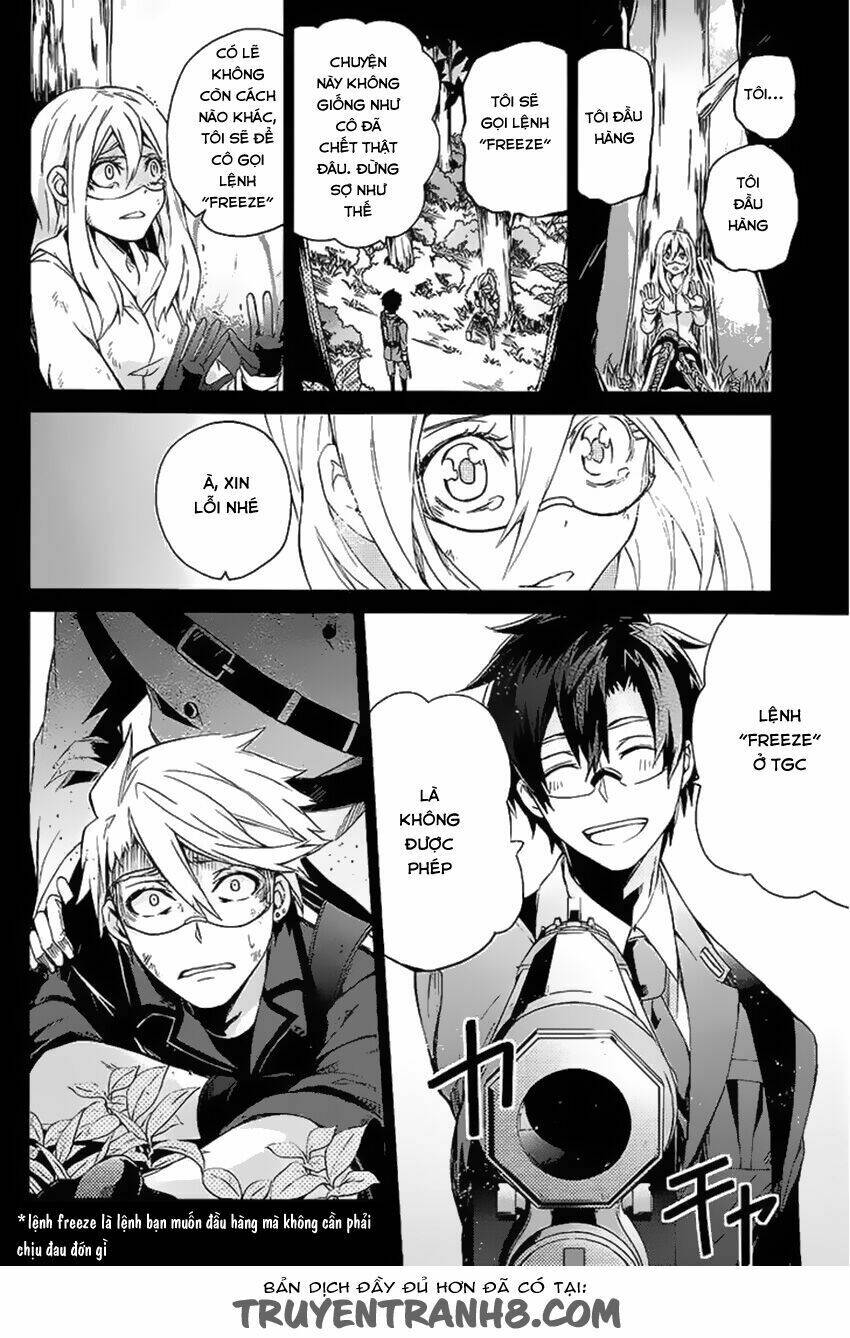 TÔI...
TÔI
ĐẦU
HÀNG
TÔI ĐẦU
HÀNG
TÔI SẼ
GỌI LỆNH
"FREEZE"
CHUYỆN
NÀY KHÔNG
GIỐNG NHƯ
CÔ ĐÃ
CHẾT THẬT
ĐÂU. ĐỪNG
SỢ NHƯ
THẾ
CÓ LẼ
KHÔNG
CÒN CÁCH
NÀO KHÁC,
TÔI SẼ ĐỂ
CÔ GỌI
LỆNH
"FREEZE"
À, XIN
LỖI NHÉ
LỆNH
"FREEZE"
Ở TGC
LÀ
KHÔNG
ĐƯỢC
PHÉP
カ
チャ
*lệnh freeze là lệnh bạn muốn đầu hàng mà không cần phải
chịu đau đớn gì
BẢN DỊCH ĐẦY ĐỦ HƠN ĐÃ CÓ TẠI:
TRUYENTRANH8.COM